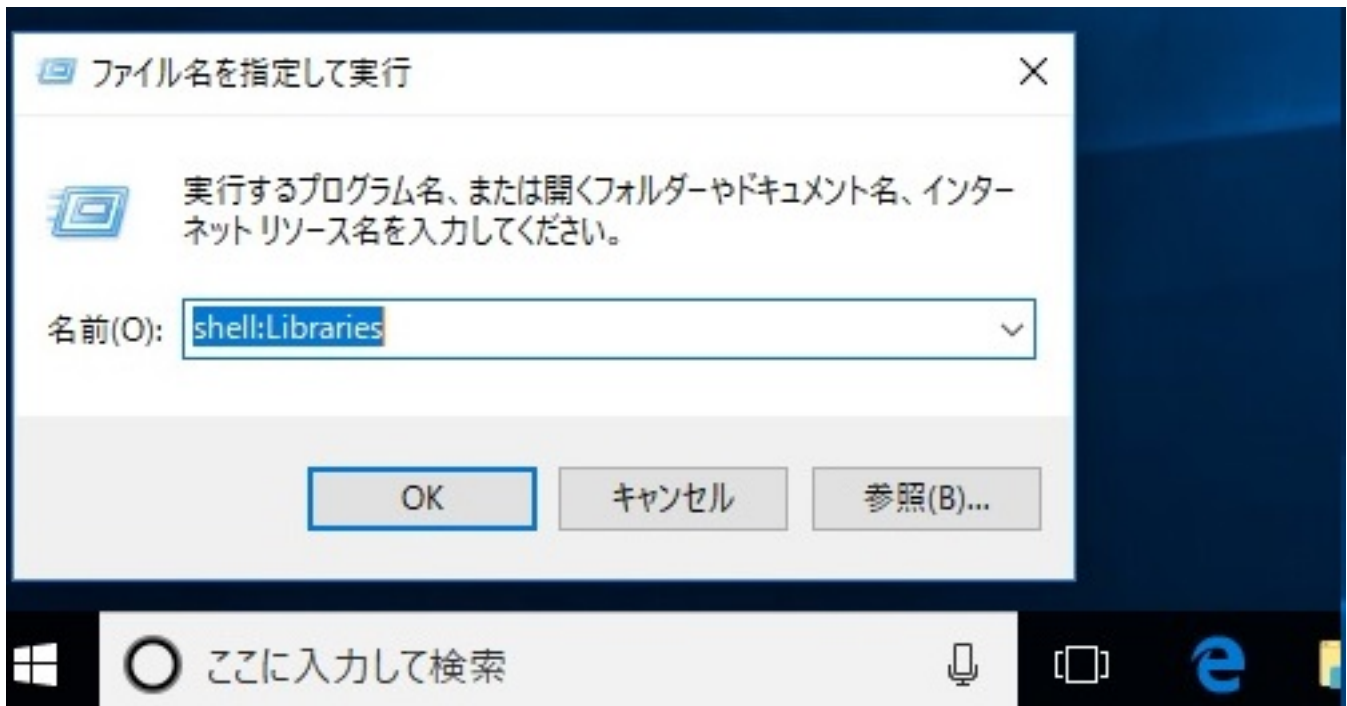 ファイル名を指定して実行
実行するプログラム名、または開くフォルダーやドキュメント名、インター
ネット リソース名を入力してください。
名前(O): shell:Libraries
OK キャンセル 参照(B)...
ここに入力して検索